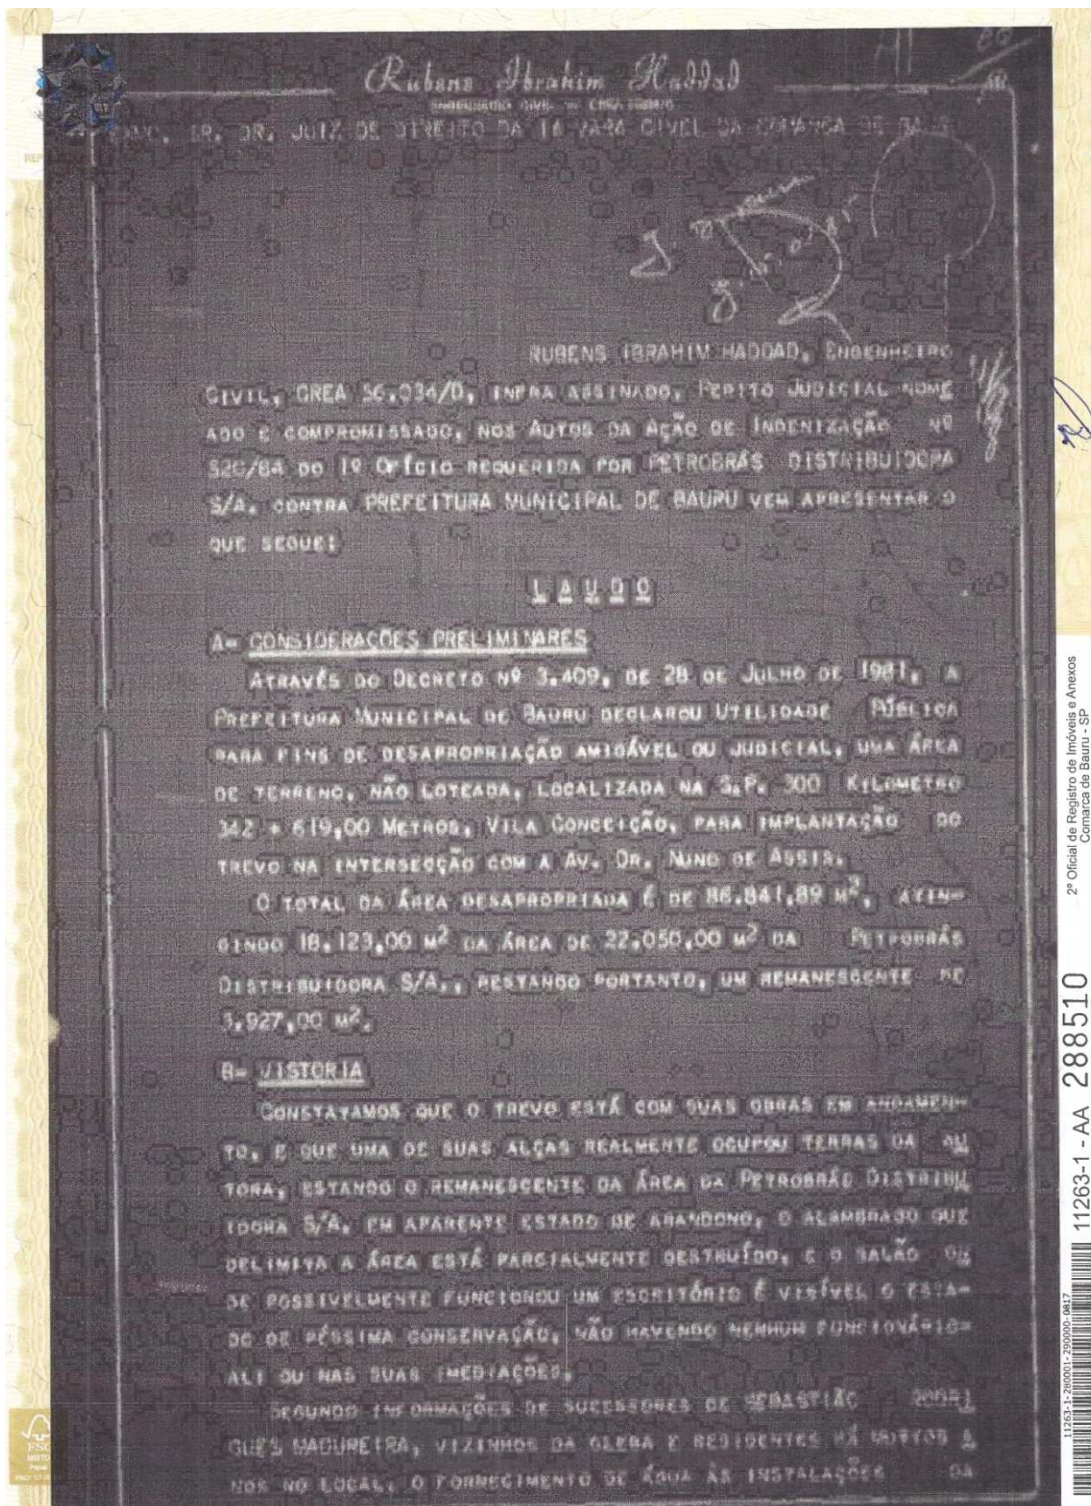 Rubens Ibrahim Haddad
ENGENHEIRO CIVIL
DR. JUIZ DE DIREITO DA 1A VARA CIVEL DA COMARCA DE
RUBENS IBRAHIM HADDAD, ENGENHEIRO
CIVIL, CREA 56.034/D, INFRA ASSINADO, PERITO JUDICIAL NOME
ADO E COMPROMISSADO, NOS AUTOS DA AÇÃO DE INDENIZAÇÃO Nº
520/84 DO 1º OFÍCIO REQUERIDA POR PETROBRÁS DISTRIBUIDORA
S/A. CONTRA PREFEITURA MUNICIPAL DE BAURU VEM APRESENTAR O
QUE SEGUE:
L A U D O
A- CONSIDERAÇÕES PRELIMINARES
ATRAVÉS DO DECRETO Nº 3.409, DE 28 DE JULHO DE 1981, A
PREFEITURA MUNICIPAL DE BAURU DECLAROU UTILIDADE PÚBLICA
PARA FINS DE DESAPROPRIAÇÃO AMIGÁVEL OU JUDICIAL, UMA ÁREA
DE TERRENO, NÃO LOTEADA, LOCALIZADA NA S.P. 300 KILOMETRO
342 + 619,00 METROS, VILA CONCEIÇÃO, PARA IMPLANTAÇÃO DO
TREVO NA INTERSECÇÃO COM A AV. DR. NUNO DE ASSIS.
O TOTAL DA ÁREA DESAPROPRIADA É DE 86.841,89 M², ATIN-
GINDO 18.123,00 M² DA ÁREA DE 22.050,00 M² DA PETROBRÁS
DISTRIBUIDORA S/A., RESTANDO PORTANTO, UM REMANESCENTE DE
3.927,00 M².
B- VISTORIA
CONSTATAMOS QUE O TREVO ESTÁ COM SUAS OBRAS EM ANDAMEN-
TO, E QUE UMA DE SUAS ALÇAS REALMENTE OCUPOU TERRAS DA AU
TORA, ESTANDO O REMANESCENTE DA ÁREA DA PETROBRÁS DISTRIBU
IDORA S/A. EM APARENTE ESTADO DE ABANDONO, O ALAMBRADO QUE
DELIMITA A ÁREA ESTÁ PARCIALMENTE DESTRUÍDO, E O SALÃO ON
DE POSSIVELMENTE FUNCIONOU UM ESCRITÓRIO É VISÍVEL O ESTA-
DO DE PÉSSIMA CONSERVAÇÃO, NÃO HAVENDO NENHUM FUNCIONÁRIO-
ALI OU NAS SUAS IMEDIAÇÕES.
SEGUNDO INFORMAÇÕES DE SUCESSORES DE SEBASTIÃO RODRI
GUES MADUREIRA, VIZINHOS DA GLEBA E RESIDENTES HÁ MUITOS A
NOS NO LOCAL, O FORNECIMENTO DE ÁGUA ÀS INSTALAÇÕES DA
2º Oficial de Registro de Imóveis e Anexos
Comarca de Bauru - SP
11263-1 - AA 288510
11263-1-280001-290000-0817
FSC
MISTO